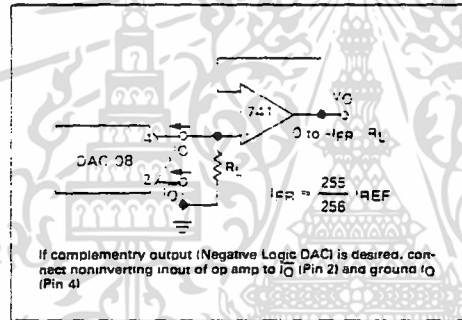 741
VO
0 to -IFR RL
4
IO
DAC 08
RL
2
IO
IFR = 255/256 IREF
If complementry output (Negative Logic DAC) is desired, con-
nect noninverting input of op amp to IO (Pin 2) and ground IO
(Pin 4)